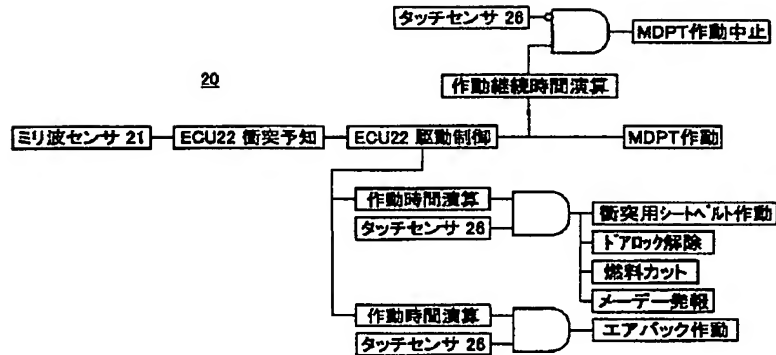 タッチセンサ 26
MDPT作動中止
20
作動継続時間演算
ミリ波センサ 21
ECU22 衝突予知
ECU22 駆動制御
MDPT作動
作動時間演算
タッチセンサ 26
衝突用シートベルト作動
ドアロック解除
燃料カット
メーデー発報
作動時間演算
タッチセンサ 26
エアバック作動